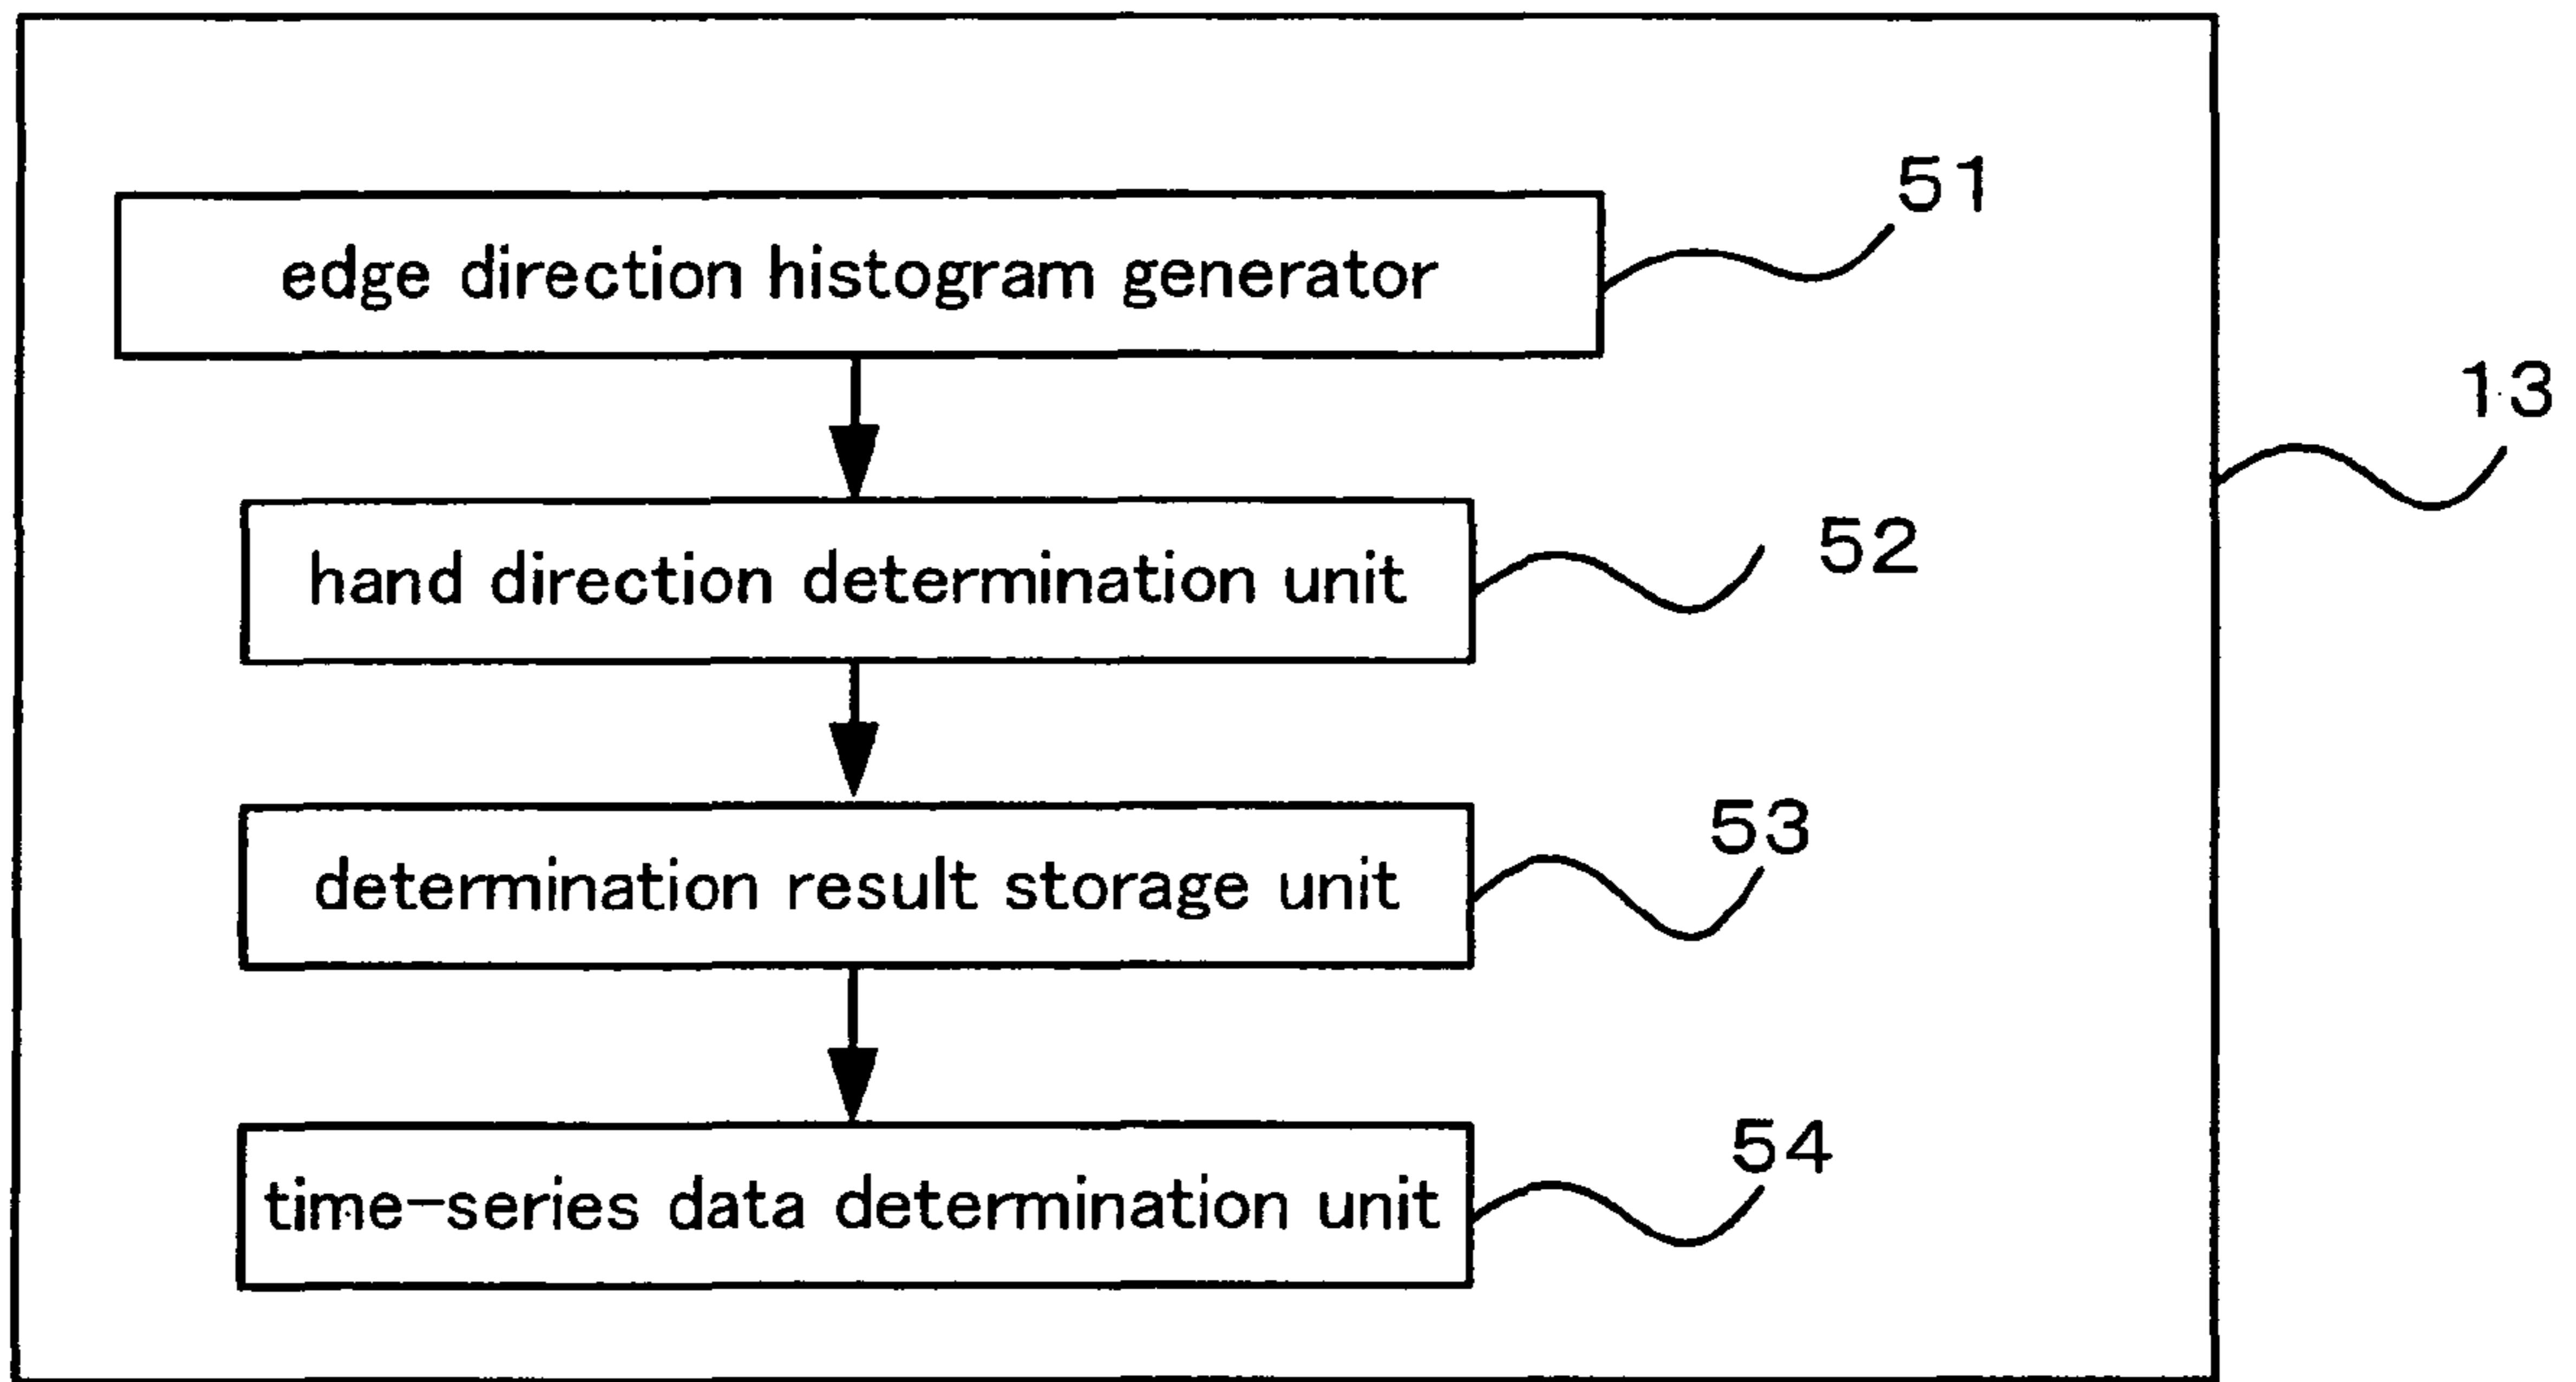 51
edge direction histogram generator
13
52
hand direction determination unit
53
determination result storage unit
54
time-series data determination unit